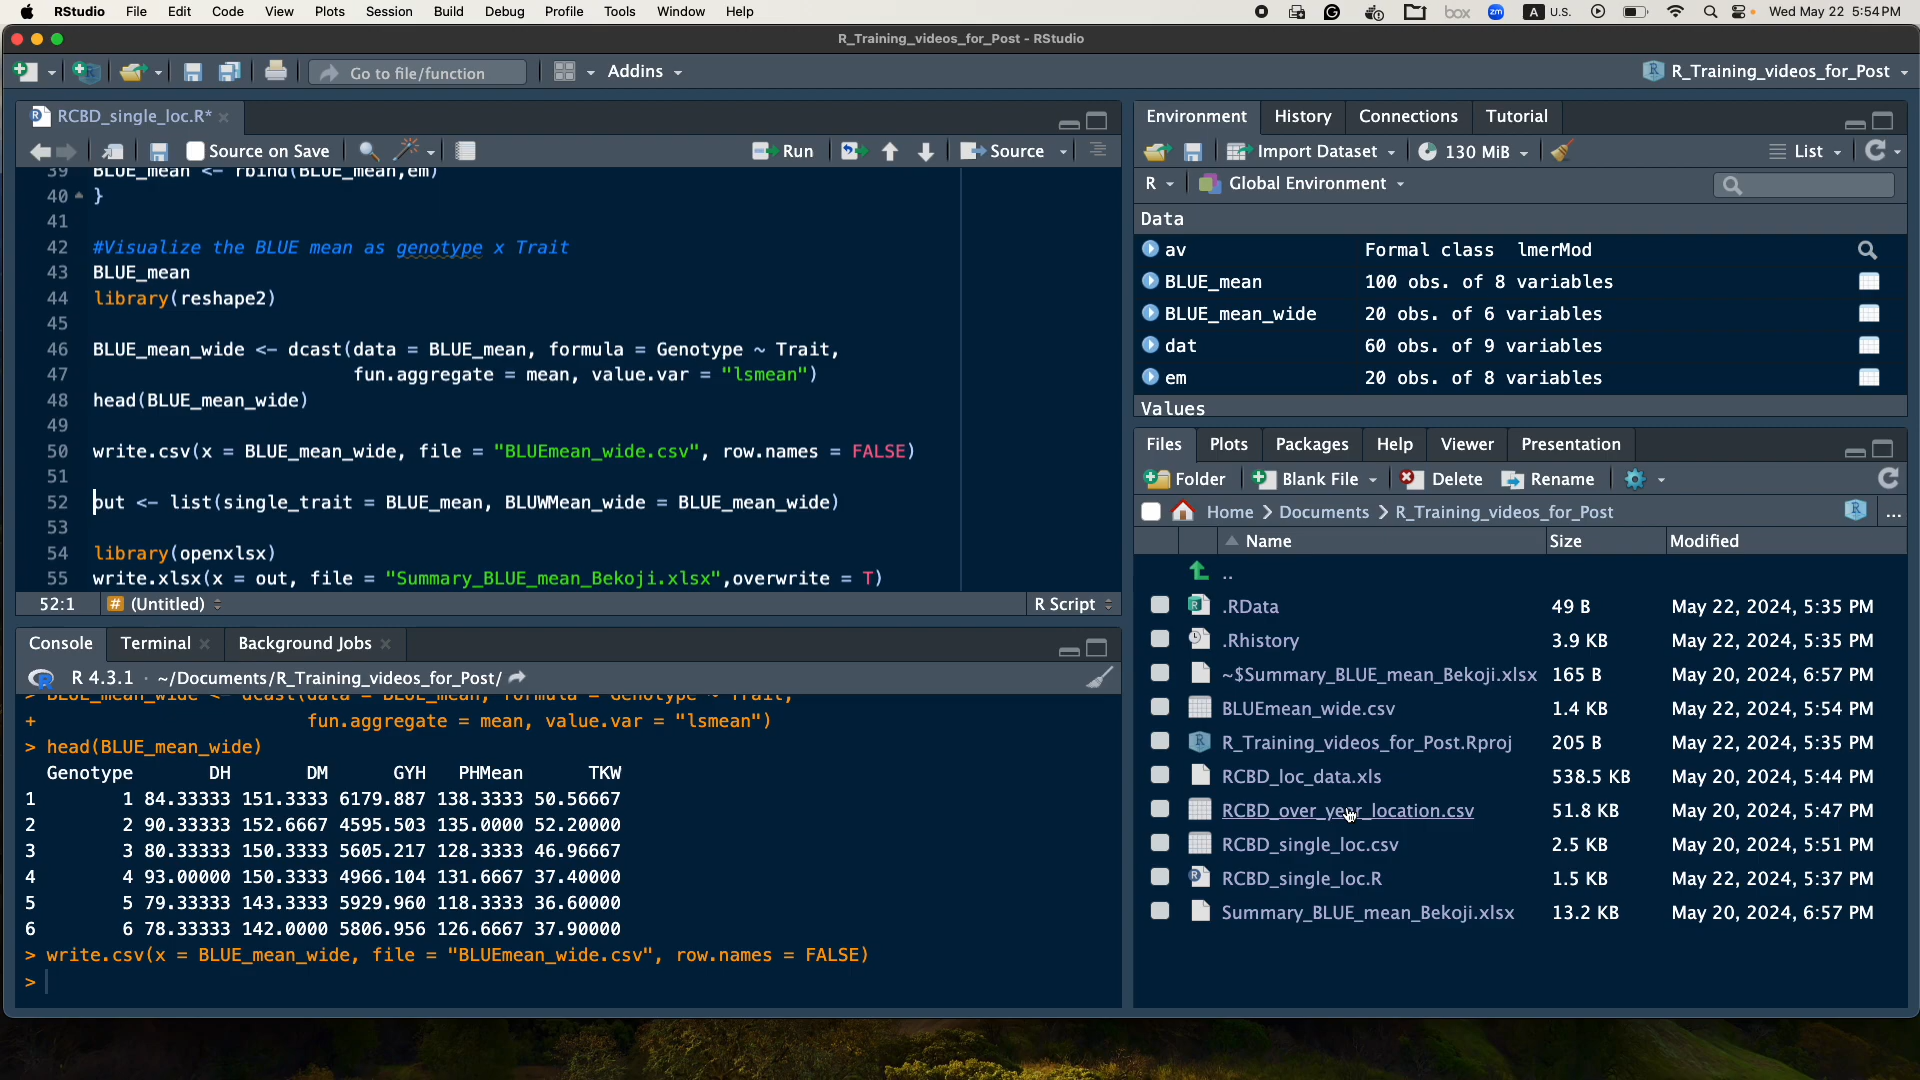 RStudio File Edit Code View Plots Session Build Debug Profile Tools Window Help box zm A U.S. Wed May 22 5:54 PM
R_Training_videos_for_Post - RStudio
Go to file/function Addins R_Training_videos_for_Post
RCBD_single_loc.R*
Source on Save Run Source
39 BLUE_mean <- rbind(BLUE_mean,em)
40 }
41
42 #Visualize the BLUE mean as genotype x Trait
43 BLUE_mean
44 library(reshape2)
45
46 BLUE_mean_wide <- dcast(data = BLUE_mean, formula = Genotype ~ Trait,
47 fun.aggregate = mean, value.var = "lsmean")
48 head(BLUE_mean_wide)
49
50 write.csv(x = BLUE_mean_wide, file = "BLUEmean_wide.csv", row.names = FALSE)
51
52 out <- list(single_trait = BLUE_mean, BLUWMean_wide = BLUE_mean_wide)
53
54 library(openxlsx)
55 write.xlsx(x = out, file = "Summary_BLUE_mean_Bekoji.xlsx",overwrite = T)
52:1 # (Untitled) R Script
Console Terminal Background Jobs
R 4.3.1 · ~/Documents/R_Training_videos_for_Post/
> BLUE_mean_wide <- dcast(data = BLUE_mean, formula = Genotype ~ Trait,
+ fun.aggregate = mean, value.var = "lsmean")
> head(BLUE_mean_wide)
Genotype DH DM GYH PHMean TKW
1 1 84.33333 151.3333 6179.887 138.3333 50.56667
2 2 90.33333 152.6667 4595.503 135.0000 52.20000
3 3 80.33333 150.3333 5605.217 128.3333 46.96667
4 4 93.00000 150.3333 4966.104 131.6667 37.40000
5 5 79.33333 143.3333 5929.960 118.3333 36.60000
6 6 78.33333 142.0000 5806.956 126.6667 37.90000
> write.csv(x = BLUE_mean_wide, file = "BLUEmean_wide.csv", row.names = FALSE)
>
Environment History Connections Tutorial
Import Dataset 130 MiB List
R Global Environment
Data
av Formal class lmerMod
BLUE_mean 100 obs. of 8 variables
BLUE_mean_wide 20 obs. of 6 variables
dat 60 obs. of 9 variables
em 20 obs. of 8 variables
Values
Files Plots Packages Help Viewer Presentation
Folder Blank File Delete Rename
Home > Documents > R_Training_videos_for_Post ...
Name Size Modified
..
.RData 49 B May 22, 2024, 5:35 PM
.Rhistory 3.9 KB May 22, 2024, 5:35 PM
~$Summary_BLUE_mean_Bekoji.xlsx 165 B May 20, 2024, 6:57 PM
BLUEmean_wide.csv 1.4 KB May 22, 2024, 5:54 PM
R_Training_videos_for_Post.Rproj 205 B May 22, 2024, 5:35 PM
RCBD_loc_data.xls 538.5 KB May 20, 2024, 5:44 PM
RCBD_over_year_location.csv 51.8 KB May 20, 2024, 5:47 PM
RCBD_single_loc.csv 2.5 KB May 20, 2024, 5:51 PM
RCBD_single_loc.R 1.5 KB May 22, 2024, 5:37 PM
Summary_BLUE_mean_Bekoji.xlsx 13.2 KB May 20, 2024, 6:57 PM